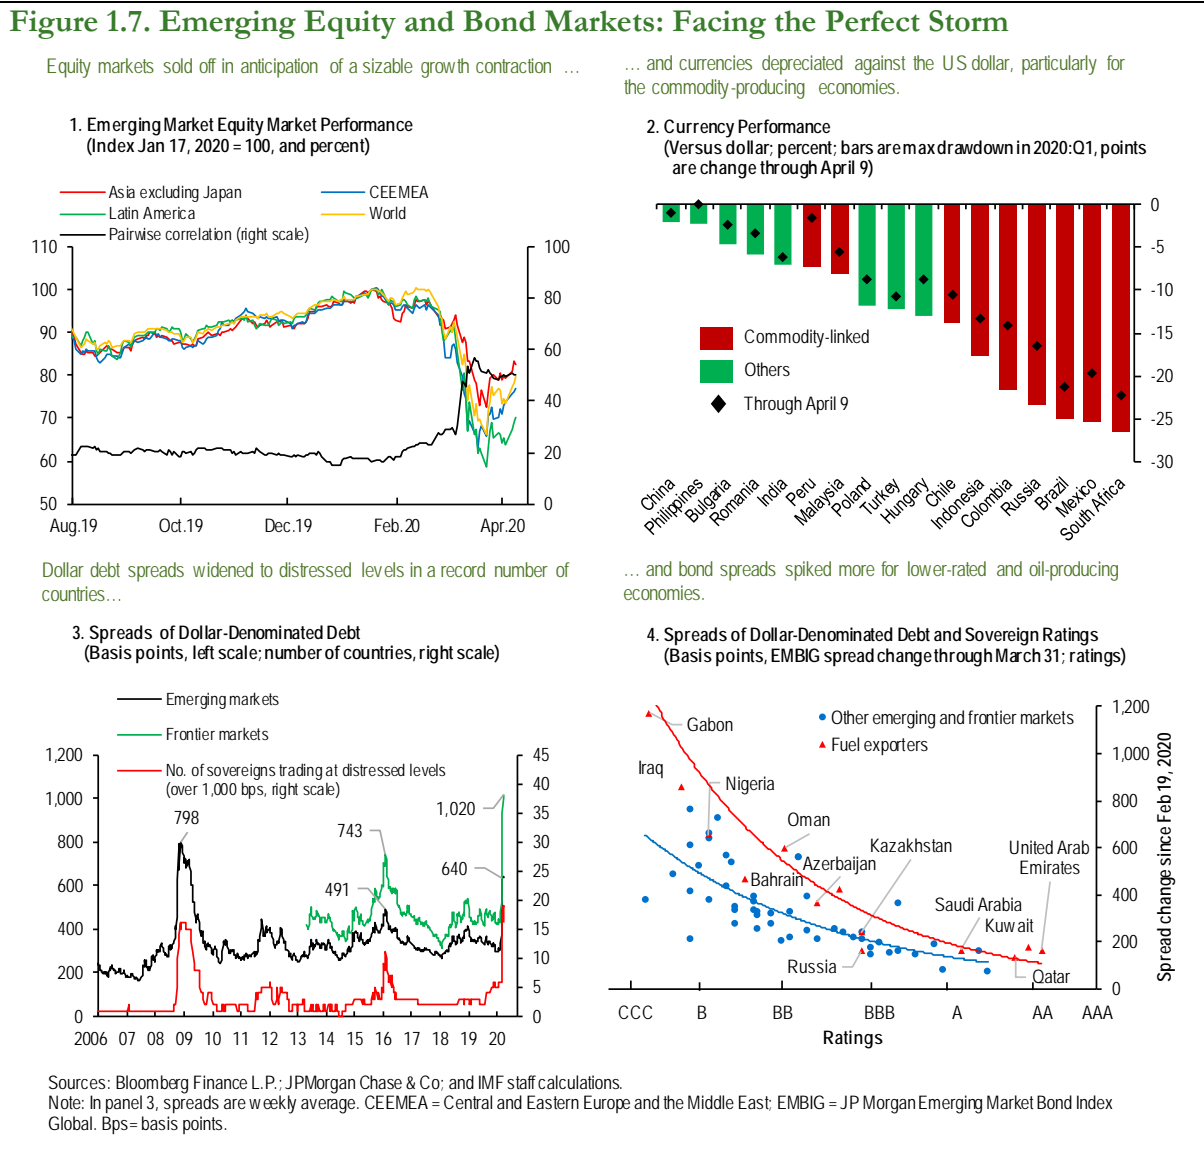 Figure 1.7. Emerging Equity and Bond Markets: Facing the Perfect Storm
Equity markets sold off in anticipation of a sizable growth contraction …
1. Emerging Market Equity Market Performance
(Index Jan 17, 2020 = 100, and percent)
Asia excluding Japan
CEEMEA
Latin America
World
Pairwise correlation (right scale)
110
100
90
80
70
60
50
100
80
60
40
20
0
Aug.19
Oct.19
Dec.19
Feb.20
Apr.20
… and currencies depreciated against the US dollar, particularly for
the commodity-producing economies.
2. Currency Performance
(Versus dollar; percent; bars are max drawdown in 2020:Q1, points
are change through April 9)
0
-5
-10
-15
-20
-25
-30
Commodity-linked
Others
Through April 9
China
Philippines
Bulgaria
Romania
India
Peru
Malaysia
Poland
Turkey
Hungary
Chile
Indonesia
Colombia
Russia
Brazil
Mexico
South Africa
Dollar debt spreads widened to distressed levels in a record number of
countries…
3. Spreads of Dollar-Denominated Debt
(Basis points, left scale; number of countries, right scale)
Emerging markets
Frontier markets
No. of sovereigns trading at distressed levels
(over 1,000 bps, right scale)
1,200
1,000
800
600
400
200
0
45
40
35
30
25
20
15
10
5
0
798
491
743
1,020
640
2006 07 08 09 10 11 12 13 14 15 16 17 18 19 20
… and bond spreads spiked more for lower-rated and oil-producing
economies.
4. Spreads of Dollar-Denominated Debt and Sovereign Ratings
(Basis points, EMBIG spread change through March 31; ratings)
Other emerging and frontier markets
Fuel exporters
Gabon
Iraq
Nigeria
Oman
Bahrain
Azerbaijan
Kazakhstan
Russia
United Arab
Emirates
Saudi Arabia
Kuwait
Qatar
1,200
1,000
800
600
400
200
0
Spread change since Feb 19, 2020
CCC B BB BBB A AA AAA
Ratings
Sources: Bloomberg Finance L.P.; JPMorgan Chase & Co; and IMF staff calculations.
Note: In panel 3, spreads are weekly average. CEEMEA = Central and Eastern Europe and the Middle East; EMBIG = JP Morgan Emerging Market Bond Index
Global. Bps= basis points.